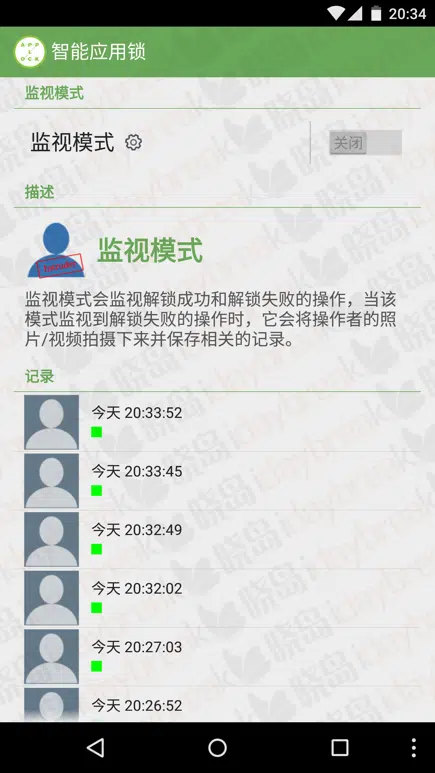 20:34
APP
L
OCK
智能应用锁
监视模式
监视模式
关闭
描述
监视模式
监视模式会监视解锁成功和解锁失败的操作，当该
模式监视到解锁失败的操作时，它会将操作者的照
片/视频拍摄下来并保存相关的记录。
记录
今天 20:33:52
今天 20:33:45
今天 20:32:49
今天 20:32:02
今天 20:27:03
今天 20:26:52